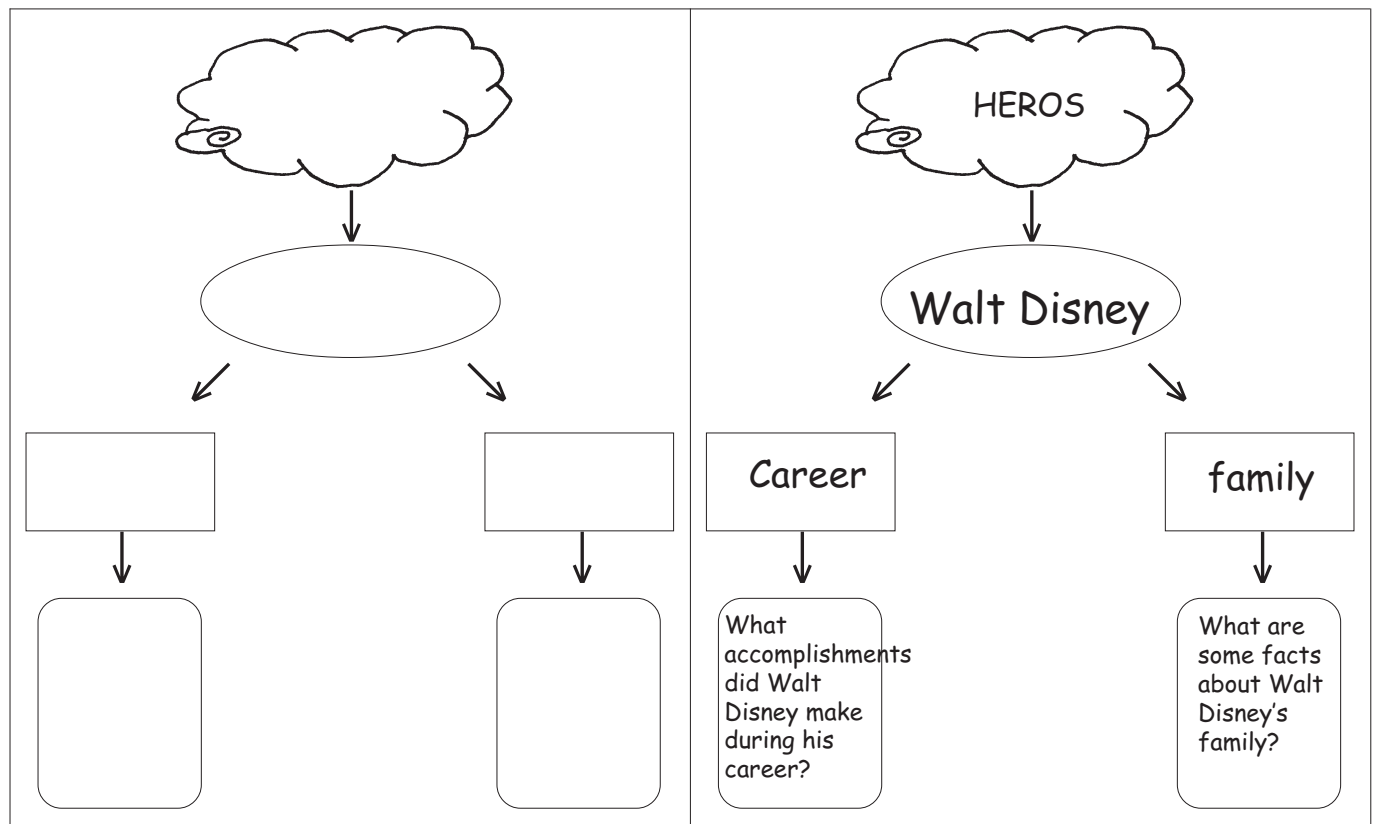 HEROS
Walt Disney
Career
family
What
accomplishments
did Walt
Disney make
during his
career?
What are
some facts
about Walt
Disney's
family?